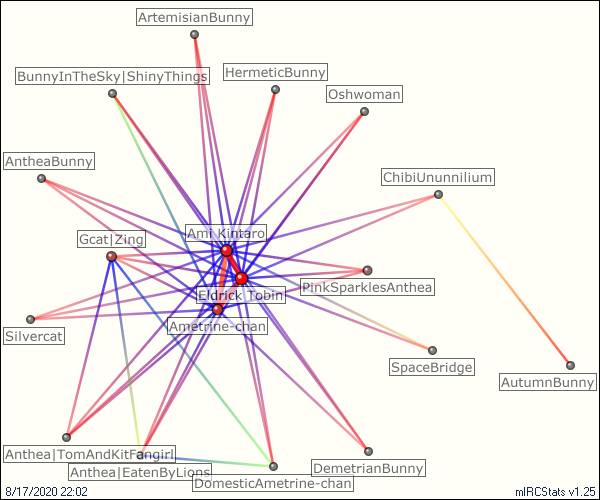 ArtemisianBunny
BunnyInTheSky|ShinyThings
HermeticBunny
Oshwoman
AntheaBunny
ChibiUnunnilium
Gcat|Zing
Ami Kintaro
Eldrick Tobin
PinkSparklesAnthea
Ametrine-chan
Silvercat
SpaceBridge
AutumnBunny
Anthea|TomAndKitFangirl
Anthea|EatenByLions
DemetrianBunny
DomesticAmetrine-chan
8/17/2020 22:02
mIRCStats v1.25